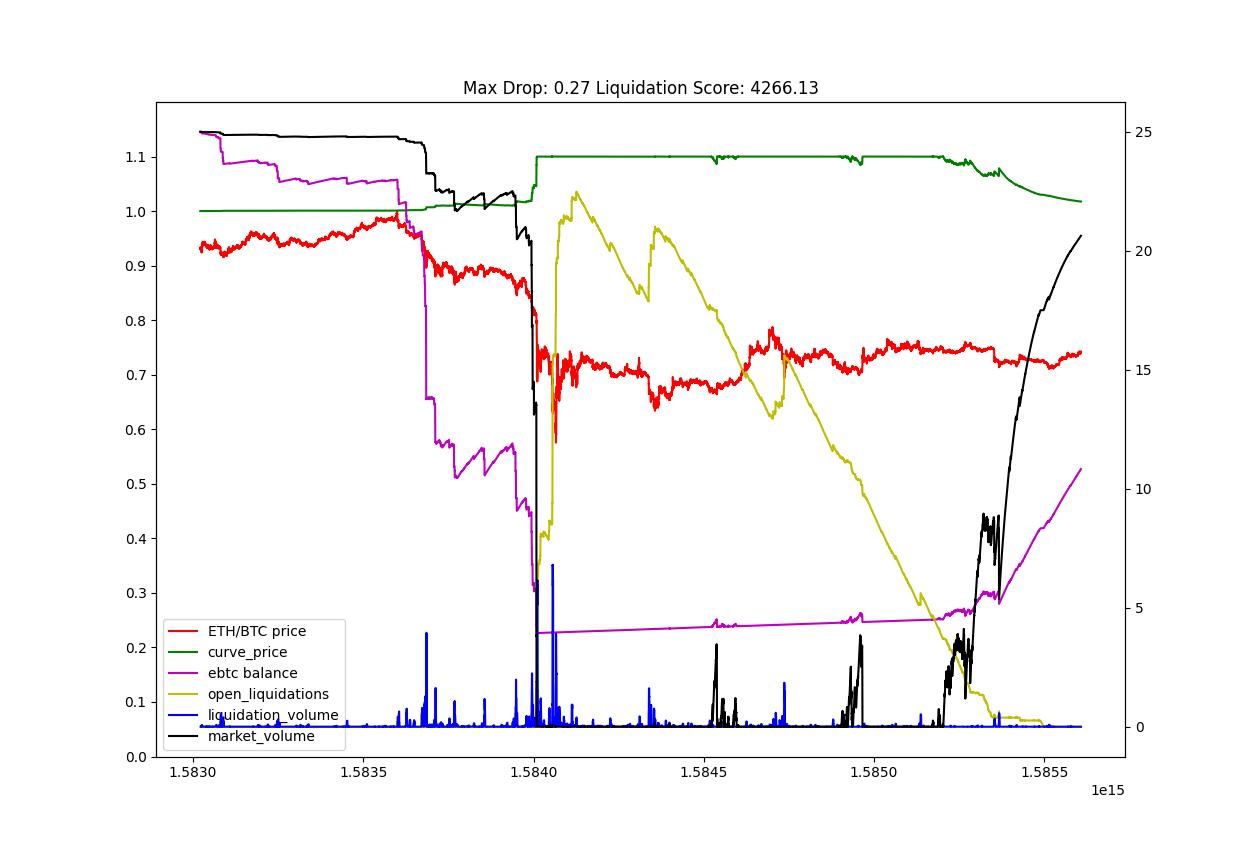 Max Drop: 0.27 Liquidation Score: 4266.13
1.1
1.0
0.9
0.8
0.7
0.6
0.5
0.4
0.3
0.2
0.1
0.0
25
20
15
10
5
0
ETH/BTC price
curve_price
ebtc balance
open_liquidations
liquidation_volume
market_volume
1.5830 1.5835 1.5840 1.5845 1.5850 1.5855
1e15